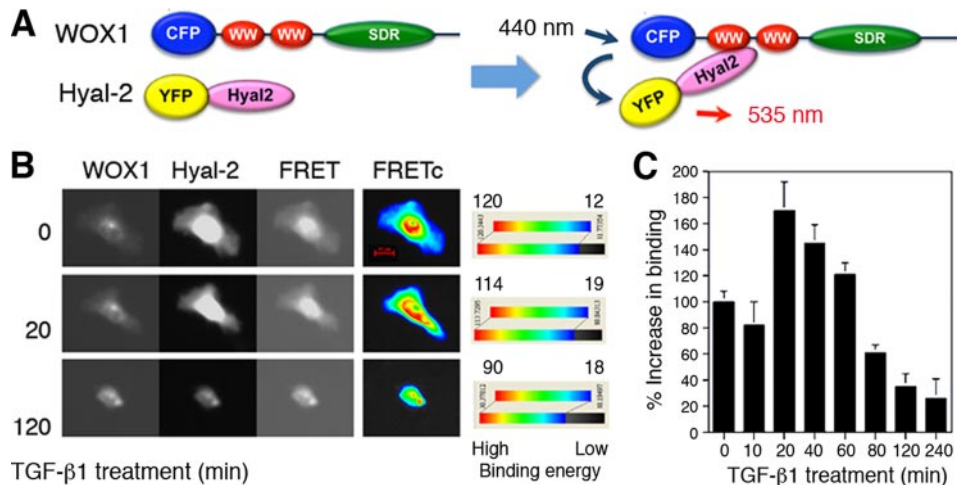 A
WOX1
CFP WW WW SDR
Hyal-2
YFP Hyal2
440 nm
CFP WW WW SDR
YFP Hyal2
535 nm
B
WOX1 Hyal-2 FRET FRETc
0
120 12
20
114 19
120
90 18
High Low
Binding energy
TGF-β1 treatment (min)
C
% Increase in binding
200
180
160
140
120
100
80
60
40
20
0
0 10 20 40 60 80 120 240
TGF-β1 treatment (min)